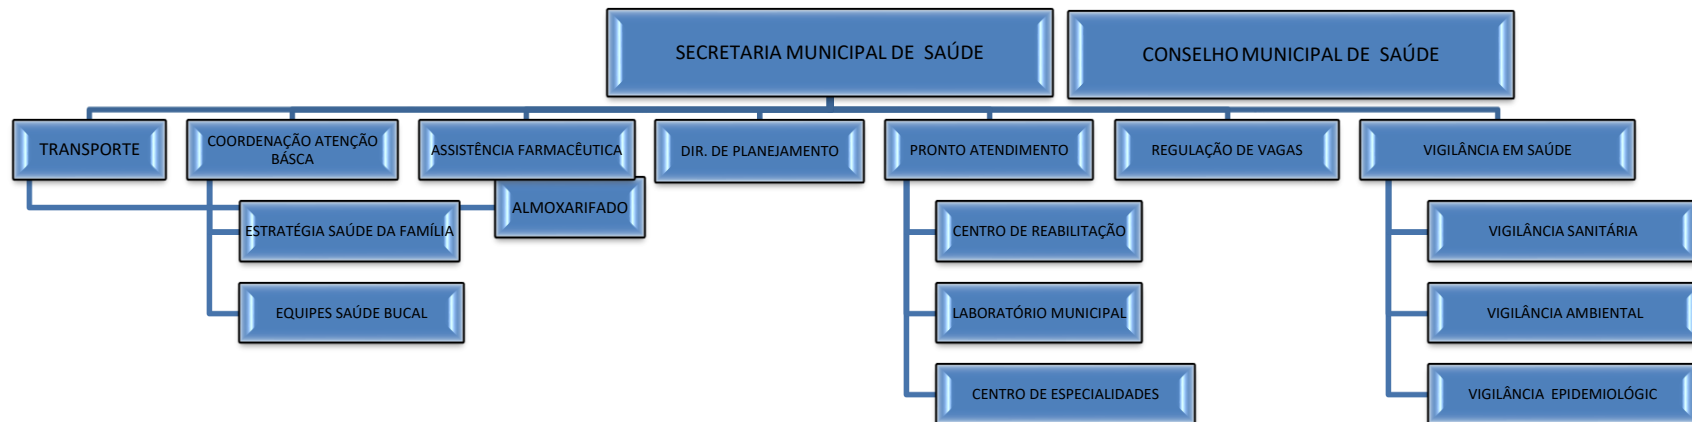 SECRETARIA MUNICIPAL DE SAÚDE
CONSELHO MUNICIPAL DE SAÚDE
TRANSPORTE
COORDENAÇÃO ATENÇÃO
BÁSCA
ASSISTÊNCIA FARMACÊUTICA
DIR. DE PLANEJAMENTO
PRONTO ATENDIMENTO
REGULAÇÃO DE VAGAS
VIGILÂNCIA EM SAÚDE
ALMOXARIFADO
ESTRATÉGIA SAÚDE DA FAMÍLIA
CENTRO DE REABILITAÇÃO
VIGILÂNCIA SANITÁRIA
EQUIPES SAÚDE BUCAL
LABORATÓRIO MUNICIPAL
VIGILÂNCIA AMBIENTAL
CENTRO DE ESPECIALIDADES
VIGILÂNCIA EPIDEMIOLÓGIC